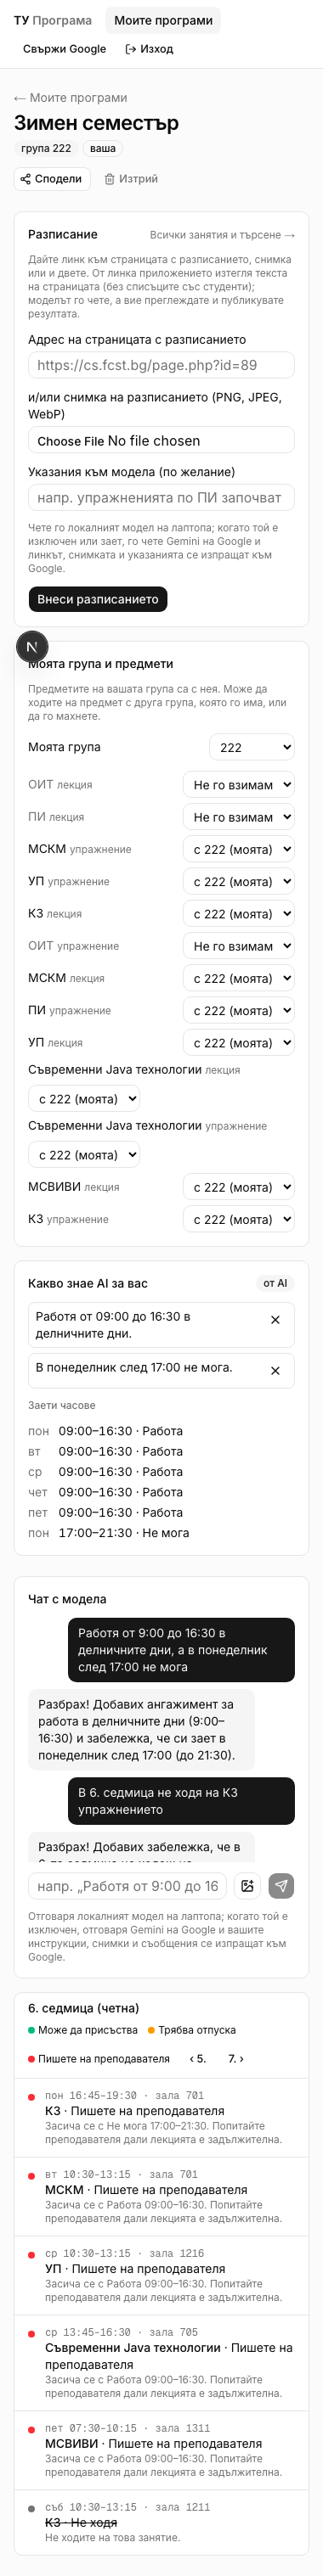 ТУ Програма
Моите програми
Свържи Google
Изход
← Моите програми
Зимен семестър
група 222
ваша
Сподели
Изтрий
Разписание
Всички занятия и търсене →
Дайте линк към страницата с разписанието, снимка
или и двете. От линка приложението изтегля текста
на страницата (без списъците със студенти);
моделът го чете, а вие преглеждате и публикувате
резултата.
Адрес на страницата с разписанието
https://cs.fcst.bg/page.php?id=89
и/или снимка на разписанието (PNG, JPEG,
WebP)
Choose File No file chosen
Указания към модела (по желание)
напр. упражненията по ПИ започват
Чете го локалният модел на лаптопа; когато той е
изключен или зает, го чете Gemini на Google и
линкът, снимката и указанията се изпращат към
Google.
Внеси разписанието
N
Моята група и предмети
Предметите на вашата група са с нея. Може да
ходите на предмет с друга група, която го има, или
да го махнете.
Моята група
222
ОИТ лекция
Не го взимам
ПИ лекция
Не го взимам
МСКМ упражнение
с 222 (моята)
УП упражнение
с 222 (моята)
КЗ лекция
с 222 (моята)
ОИТ упражнение
Не го взимам
МСКМ лекция
с 222 (моята)
ПИ упражнение
с 222 (моята)
УП лекция
с 222 (моята)
Съвременни Java технологии лекция
с 222 (моята)
Съвременни Java технологии упражнение
с 222 (моята)
МСВИВИ лекция
с 222 (моята)
КЗ упражнение
с 222 (моята)
Какво знае AI за вас
от AI
Работя от 09:00 до 16:30 в
делничните дни.
В понеделник след 17:00 не мога.
Заети часове
пон 09:00–16:30 · Работа
вт 09:00–16:30 · Работа
ср 09:00–16:30 · Работа
чет 09:00–16:30 · Работа
пет 09:00–16:30 · Работа
пон 17:00–21:30 · Не мога
Чат с модела
Работя от 9:00 до 16:30 в
делничните дни, а в понеделник
след 17:00 не мога
Разбрах! Добавих ангажимент за
работа в делничните дни (9:00–
16:30) и забележка, че си зает в
понеделник след 17:00 (до 21:30).
В 6. седмица не ходя на КЗ
упражнението
Разбрах! Добавих забележка, че в
напр. „Работя от 9:00 до 16
Отговаря локалният модел на лаптопа; когато той е
изключен, отговаря Gemini на Google и вашите
инструкции, снимки и съобщения се изпращат към
Google.
6. седмица (четна)
Може да присъства
Трябва отпуска
Пишете на преподавателя
‹ 5.
7. ›
пон 16:45–19:30 · зала 701
КЗ · Пишете на преподавателя
Засича се с Не мога 17:00–21:30. Попитайте
преподавателя дали лекцията е задължителна.
вт 10:30–13:15 · зала 701
МСКМ · Пишете на преподавателя
Засича се с Работа 09:00–16:30. Попитайте
преподавателя дали лекцията е задължителна.
ср 10:30–13:15 · зала 1216
УП · Пишете на преподавателя
Засича се с Работа 09:00–16:30. Попитайте
преподавателя дали лекцията е задължителна.
ср 13:45–16:30 · зала 705
Съвременни Java технологии · Пишете на
преподавателя
Засича се с Работа 09:00–16:30. Попитайте
преподавателя дали лекцията е задължителна.
пет 07:30–10:15 · зала 1311
МСВИВИ · Пишете на преподавателя
Засича се с Работа 09:00–16:30. Попитайте
преподавателя дали лекцията е задължителна.
съб 10:30–13:15 · зала 1211
КЗ · Не ходя
Не ходите на това занятие.